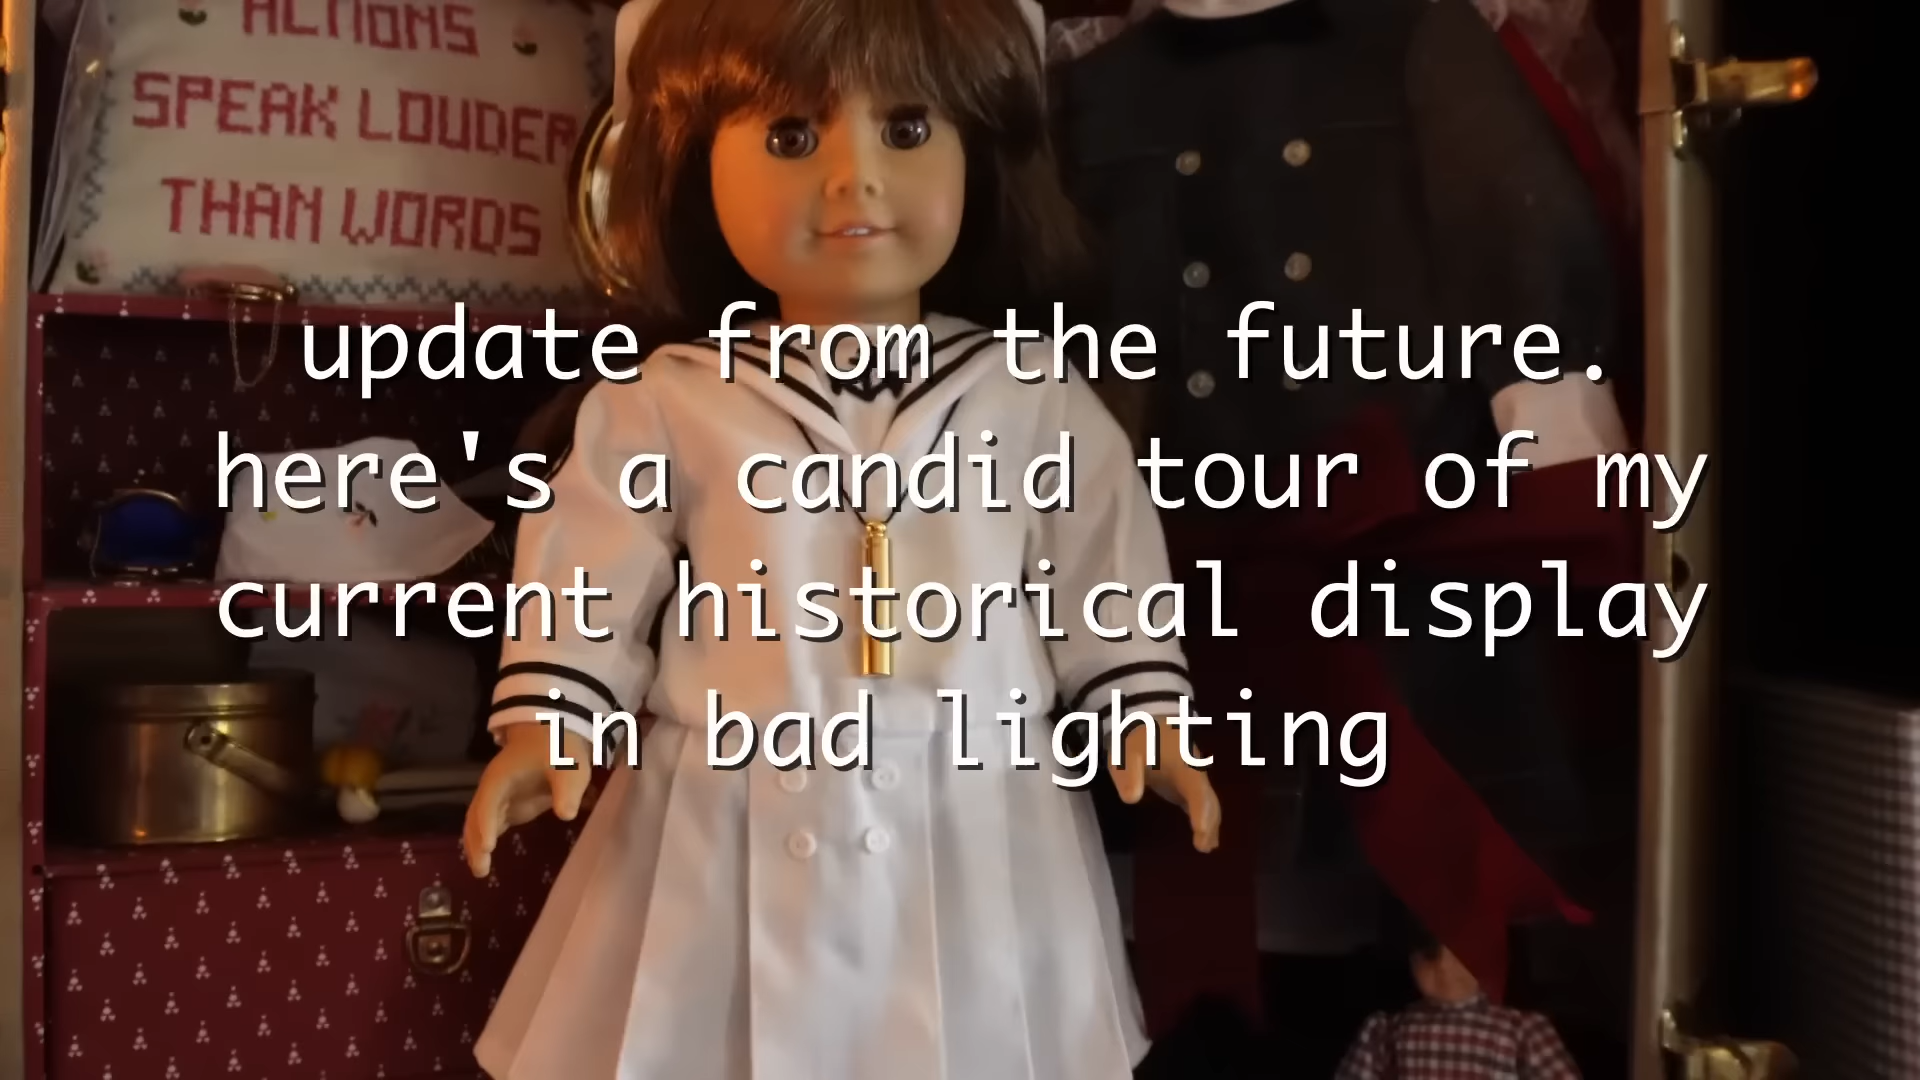 ACTIONS
SPEAK LOUDER
THAN WORDS
update from the future.
here's a candid tour of my
current historical display
in bad lighting